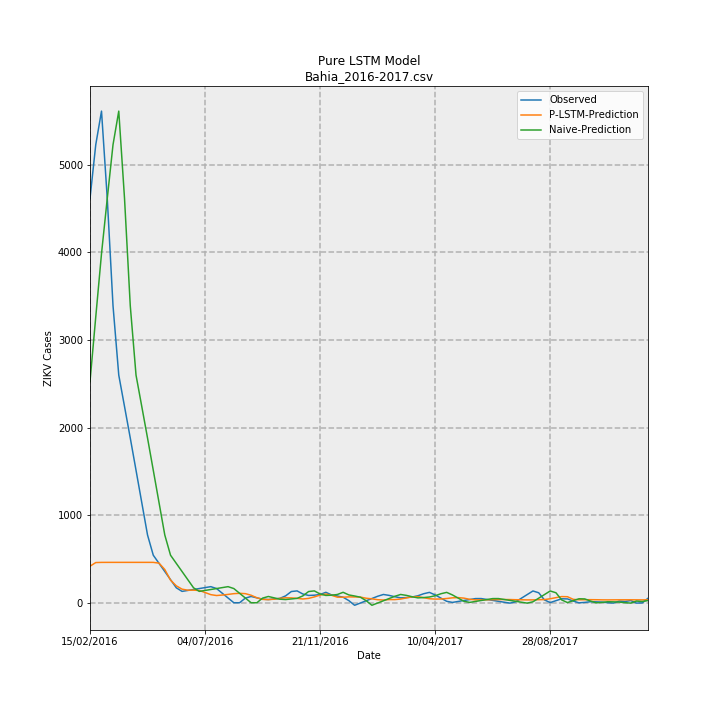 Pure LSTM Model
Bahia_2016-2017.csv
Observed
P-LSTM-Prediction
Naive-Prediction
5000
4000
3000
2000
1000
0
ZIKV Cases
15/02/2016 04/07/2016 21/11/2016 10/04/2017 28/08/2017
Date